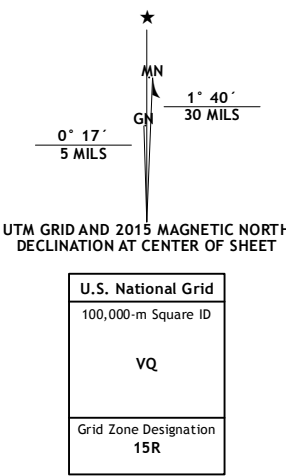 ★
MN
GN
1° 40´
30 MILS
0° 17´
5 MILS
UTM GRID AND 2015 MAGNETIC NORTH
DECLINATION AT CENTER OF SHEET
U.S. National Grid
100,000-m Square ID
VQ
Grid Zone Designation
15R